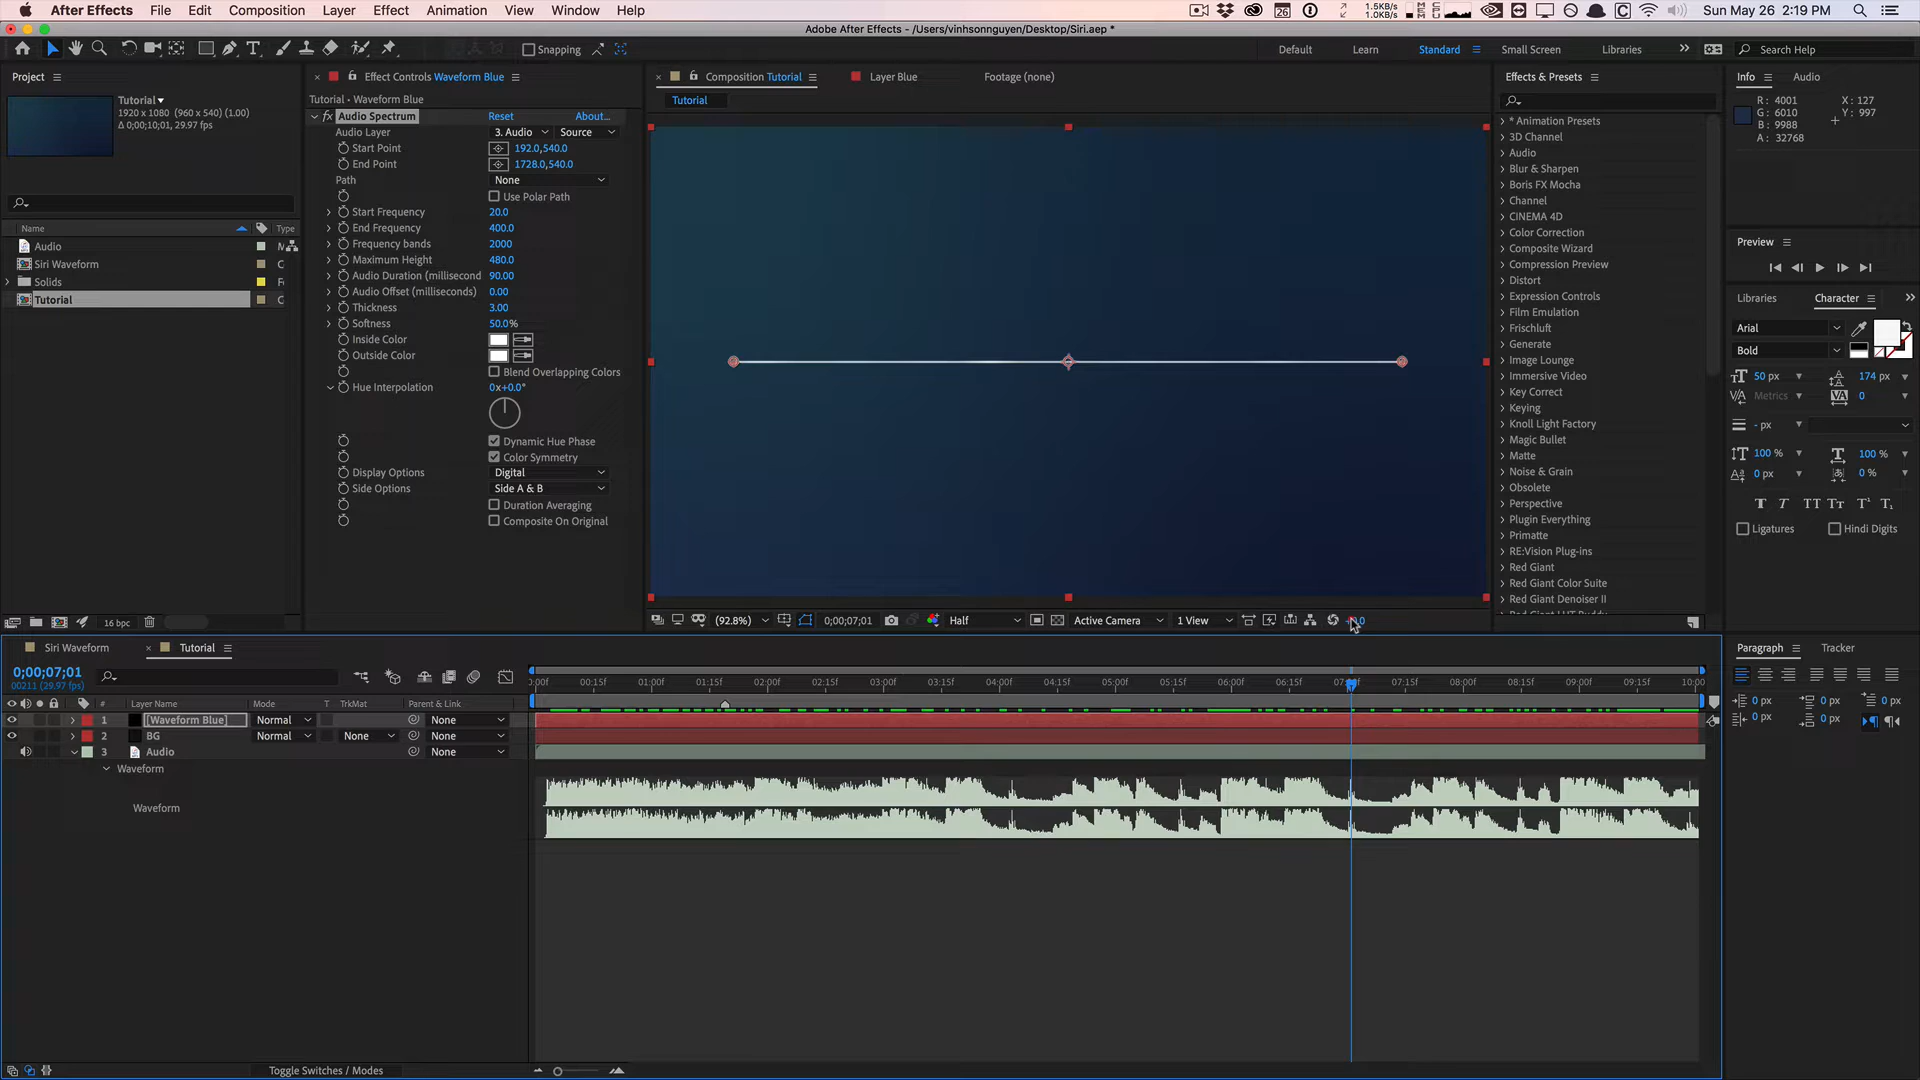 After Effects File Edit Composition Layer Effect Animation View Window Help
1.5KB/s
1.0KB/s
Sun May 26 2:19 PM
Adobe After Effects - /Users/vinhsonnguyen/Desktop/Siri.aep *
Snapping
Default Learn Standard Small Screen Libraries
Search Help
Project
Tutorial
1920 x 1080 (960 x 540) (1.00)
Δ 0;00;10;01, 29.97 fps
Name Type
Audio
Siri Waveform
Solids
Tutorial
16 bpc
Effect Controls Waveform Blue
Tutorial • Waveform Blue
fx Audio Spectrum Reset About...
Audio Layer 3. Audio Source
Start Point 192.0,540.0
End Point 1728.0,540.0
Path None
Use Polar Path
Start Frequency 20.0
End Frequency 400.0
Frequency bands 2000
Maximum Height 480.0
Audio Duration (millisecond 90.00
Audio Offset (milliseconds) 0.00
Thickness 3.00
Softness 50.0%
Inside Color
Outside Color
Blend Overlapping Colors
Hue Interpolation 0x+0.0°
Dynamic Hue Phase
Color Symmetry
Display Options Digital
Side Options Side A & B
Duration Averaging
Composite On Original
Composition Tutorial
Layer Blue
Footage (none)
Tutorial
(92.8%) 0;00;07;01 Half Active Camera 1 View
Effects & Presets
* Animation Presets
3D Channel
Audio
Blur & Sharpen
Boris FX Mocha
Channel
CINEMA 4D
Color Correction
Composite Wizard
Compression Preview
Distort
Expression Controls
Film Emulation
Frischluft
Generate
Image Lounge
Immersive Video
Key Correct
Keying
Knoll Light Factory
Magic Bullet
Matte
Noise & Grain
Obsolete
Perspective
Plugin Everything
Primatte
RE:Vision Plug-ins
Red Giant
Red Giant Color Suite
Red Giant Denoiser II
Info Audio
R: 4001 X: 127
G: 6010 Y: 997
B: 9988
A: 32768
Preview
Libraries Character
Arial
Bold
50 px 174 px
Metrics 0
- px
100 % 100 %
0 px 0 %
Ligatures Hindi Digits
Siri Waveform
Tutorial
0;00;07;01
00211 (29.97 fps)
# Layer Name Mode T TrkMat Parent & Link
1 [Waveform Blue] Normal None
2 BG Normal None None
3 Audio None
Waveform
Waveform
:00f 00:15f 01:00f 01:15f 02:00f 02:15f 03:00f 03:15f 04:00f 04:15f 05:00f 05:15f 06:00f 06:15f 07:15f 08:00f 08:15f 09:00f 09:15f 10:00
Toggle Switches / Modes
Paragraph Tracker
0 px 0 px 0 px
0 px 0 px